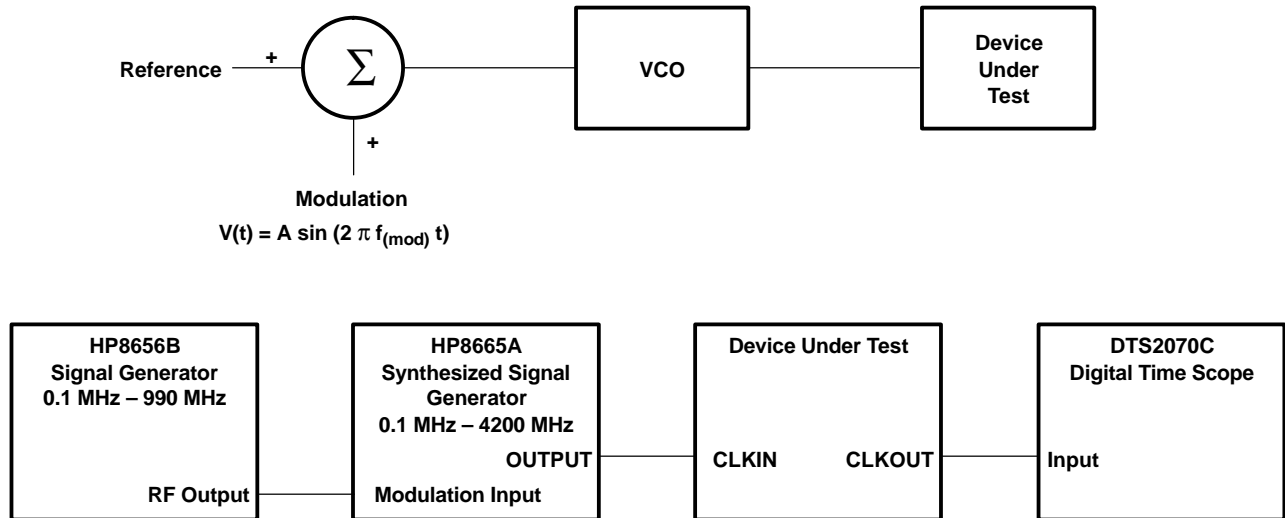 Reference
+
Σ
+
VCO
Device
Under
Test
Modulation
V(t) = A sin (2 π f(mod) t)
HP8656B
Signal Generator
0.1 MHz – 990 MHz
RF Output
HP8665A
Synthesized Signal
Generator
0.1 MHz – 4200 MHz
OUTPUT
Modulation Input
Device Under Test
CLKIN
CLKOUT
DTS2070C
Digital Time Scope
Input